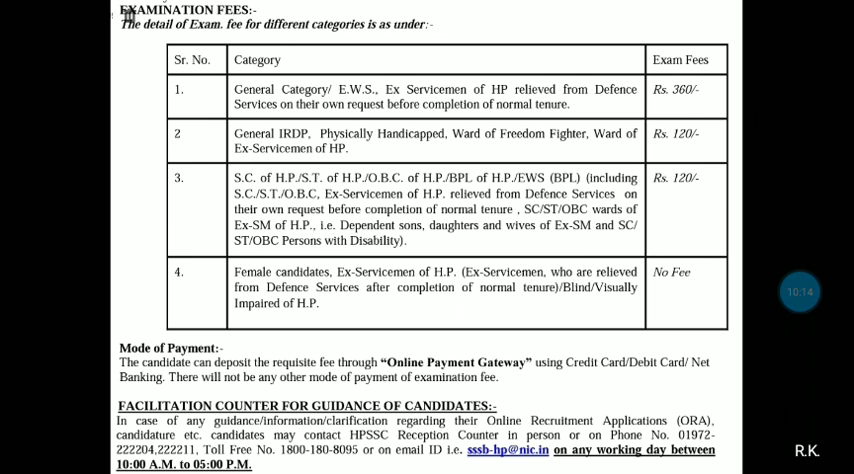 EXAMINATION FEES:-
The detail of Exam. fee for different categories is as under:-
Sr. No. Category Exam Fees
1. General Category/ E.W.S., Ex Servicemen of HP relieved from Defence Rs. 360/-
Services on their own request before completion of normal tenure.
2 General IRDP, Physically Handicapped, Ward of Freedom Fighter, Ward of Rs. 120/-
Ex-Servicemen of HP.
3. S.C. of H.P./S.T. of H.P./O.B.C. of H.P./BPL of H.P./EWS (BPL) (including Rs. 120/-
S.C./S.T./O.B.C, Ex-Servicemen of H.P. relieved from Defence Services on
their own request before completion of normal tenure , SC/ST/OBC wards of
Ex-SM of H.P., i.e. Dependent sons, daughters and wives of Ex-SM and SC/
ST/OBC Persons with Disability).
4. Female candidates, Ex-Servicemen of H.P. (Ex-Servicemen, who are relieved No Fee
from Defence Services after completion of normal tenure)/Blind/Visually
Impaired of H.P.
10:14
Mode of Payment:-
The candidate can deposit the requisite fee through “Online Payment Gateway” using Credit Card/Debit Card/ Net
Banking. There will not be any other mode of payment of examination fee.
FACILITATION COUNTER FOR GUIDANCE OF CANDIDATES:-
In case of any guidance/information/clarification regarding their Online Recruitment Applications (ORA),
candidature etc. candidates may contact HPSSC Reception Counter in person or on Phone No. 01972-
222204,222211, Toll Free No. 1800-180-8095 or on email ID i.e. sssb-hp@nic.in on any working day between
10:00 A.M. to 05:00 P.M.
R.K.